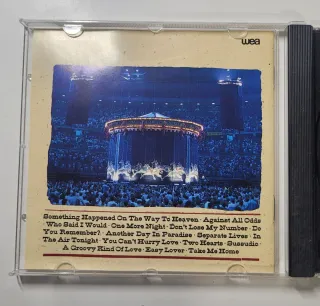 wea
Something Happened On The Way To Heaven · Against All Odds
· Who Said I Would · One More Night · Don't Lose My Number · Do
You Remember? · Another Day In Paradise · Separate Lives · In
The Air Tonight · You Can't Hurry Love · Two Hearts · Sussudio ·
A Groovy Kind Of Love · Easy Lover · Take Me Home